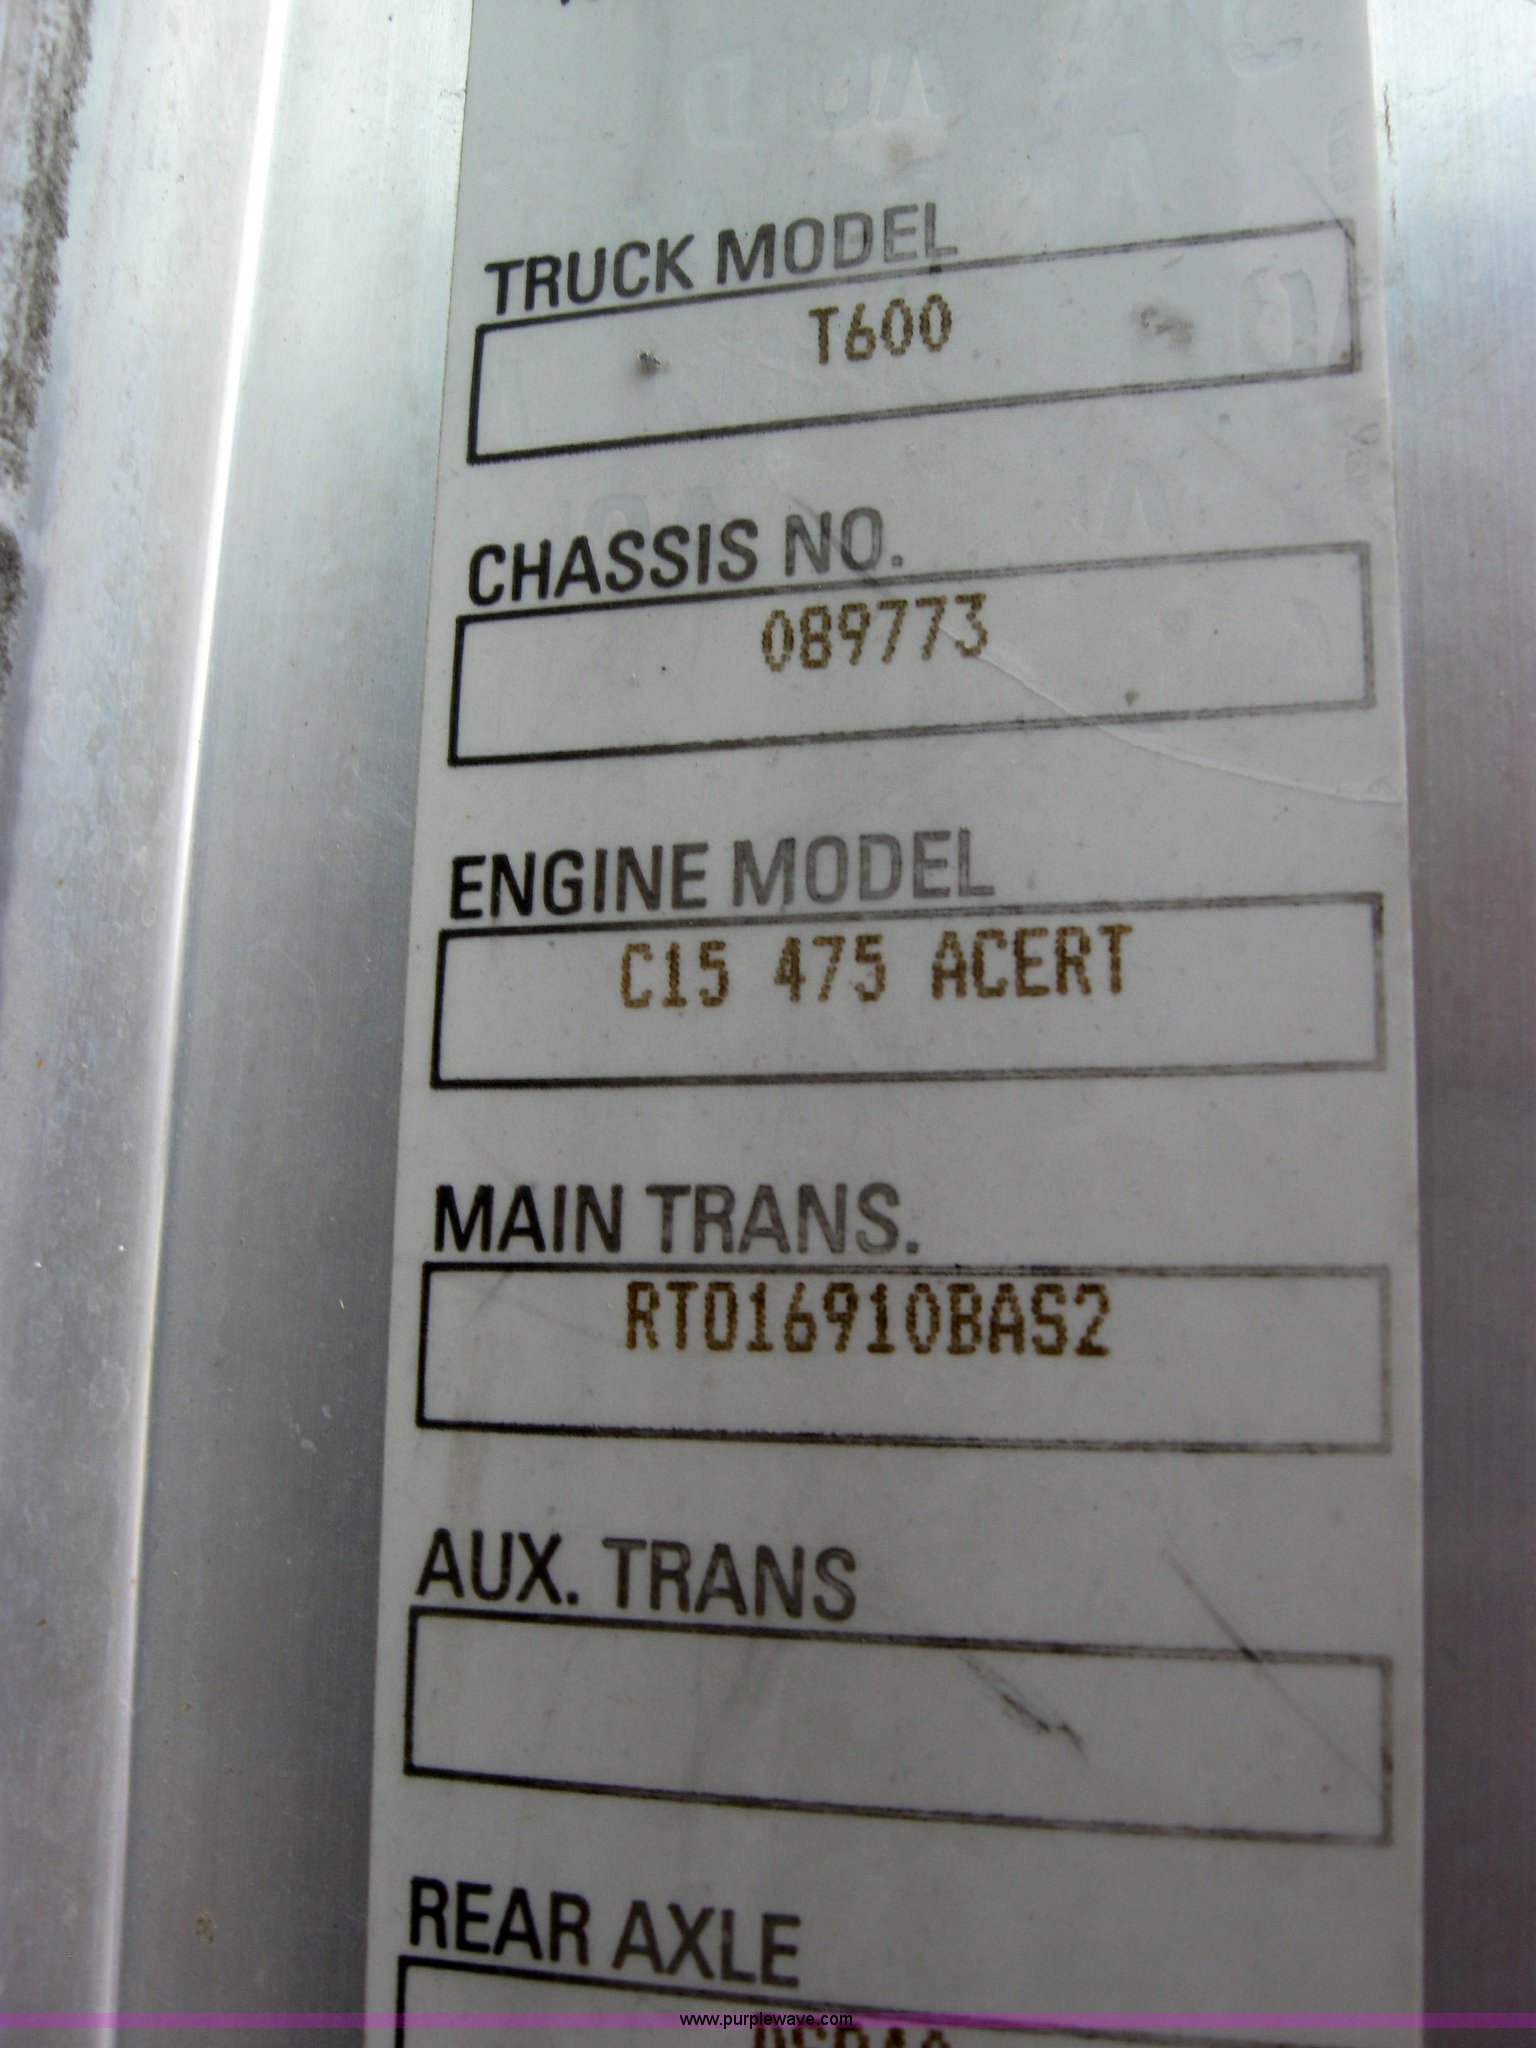 TRUCK MODEL
T600
CHASSIS NO.
089773
ENGINE MODEL
C15 475 ACERT
MAIN TRANS.
RTO16910BAS2
AUX. TRANS
REAR AXLE
www.purplewave.com